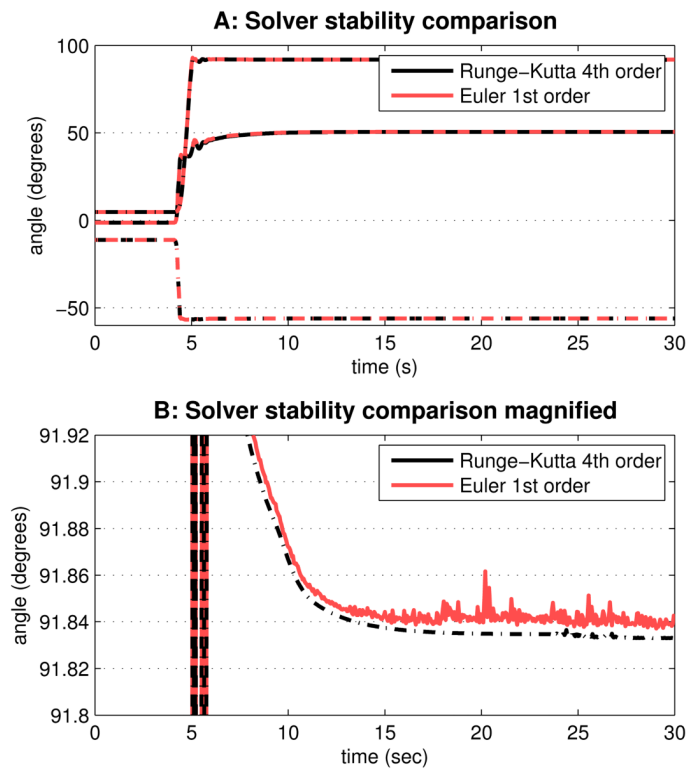 A: Solver stability comparison
100
50
0
−50
angle (degrees)
Runge−Kutta 4th order
Euler 1st order
0 5 10 15 20 25 30
time (s)
B: Solver stability comparison magnified
91.92
91.9
91.88
91.86
91.84
91.82
91.8
angle (degrees)
Runge−Kutta 4th order
Euler 1st order
0 5 10 15 20 25 30
time (sec)